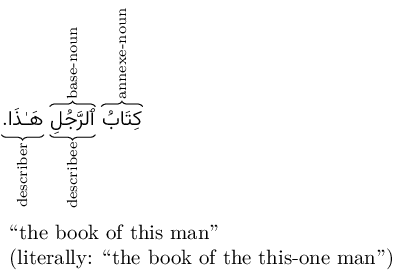 annexe-noun
base-noun
كِتَابُ ٱلرَّجُلِ هَـٰذَا.
describee
describer
“the book of this man”
(literally: “the book of the this-one man”)